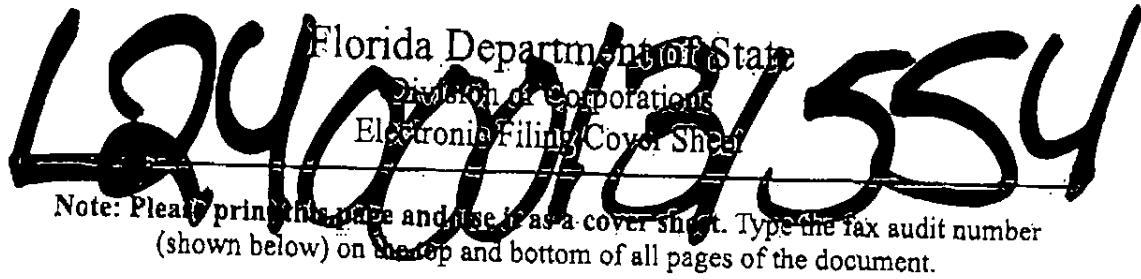 L24000131554
Florida Department of State
Division of Corporations
Electronic Filing Cover Sheet
Note: Please print this page and use it as a cover sheet. Type the fax audit number
(shown below) on the top and bottom of all pages of the document.